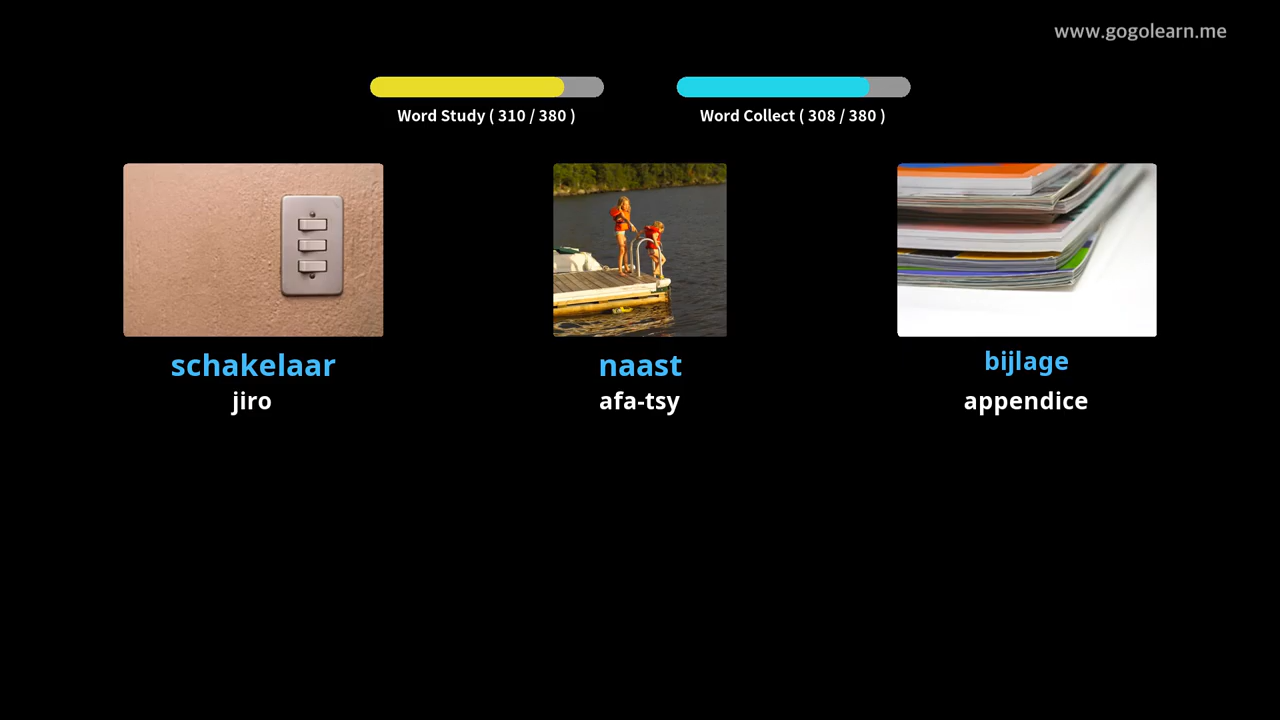 www.gogolearn.me
Word Study ( 310 / 380 )
Word Collect ( 308 / 380 )
schakelaar
jiro
naast
afa-tsy
bijlage
appendice